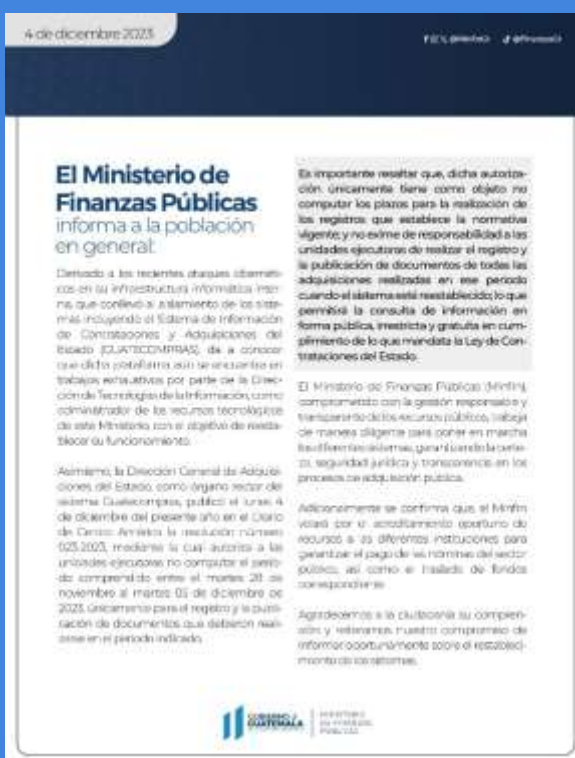 4 de diciembre 2023
El Ministerio de
Finanzas Públicas
informa a la población
en general:
Derivado a los recientes ataques cibernéti-
cos en su infraestructura informática inter-
na, que conllevó al aislamiento de los siste-
mas incluyendo el Sistema de Información
de Contrataciones y Adquisiciones del
Estado (GUATECOMPRAS), da a conocer
que dicha plataforma aún se encuentra en
trabajos exhaustivos por parte de la Direc-
ción de Tecnologías de la Información, como
administrador de los recursos tecnológicos
de este Ministerio, con el objetivo de resta-
blecer su funcionamiento.
Asimismo, la Dirección General de Adquisi-
ciones del Estado, como órgano rector del
sistema Guatecompras, publicó el lunes 4
de diciembre del presente año en el Diario
de Centro América la resolución número
023-2023, mediante la cual autoriza a las
unidades ejecutoras no computar el perío-
do comprendido entre el martes 28 de
noviembre al martes 05 de diciembre de
2023, únicamente para el registro y la publi-
cación de documentos que debieron reali-
zarse en el período indicado.
Es importante resaltar que, dicha autoriza-
ción únicamente tiene como objeto no
computar los plazos para la realización de
los registros que establece la normativa
vigente; y no exime de responsabilidad a las
unidades ejecutoras de realizar el registro y
la publicación de documentos de todas las
adquisiciones realizadas en ese período
cuando el sistema esté reestablecido; lo que
permitirá la consulta de información en
forma pública, irrestricta y gratuita en cum-
plimiento de lo que mandata la Ley de Con-
trataciones del Estado.
El Ministerio de Finanzas Públicas (Minfin),
comprometido con la gestión responsable y
transparente de los recursos públicos, trabaja
de manera diligente para poner en marcha
los diferentes sistemas, garantizando la certe-
za, seguridad jurídica y transparencia en los
procesos de adquisición pública.
Adicionalmente se confirma que, el Minfin
velará por el acreditamiento oportuno de
recursos a las diferentes instituciones para
garantizar el pago de las nóminas del sector
público, así como el traslado de fondos
correspondiente.
Agradecemos a la ciudadanía su compren-
sión y reiteramos nuestro compromiso de
informar oportunamente sobre el restableci-
miento de los sistemas.
GOBIERNO de
GUATEMALA
MINISTERIO
DE FINANZAS
PÚBLICAS